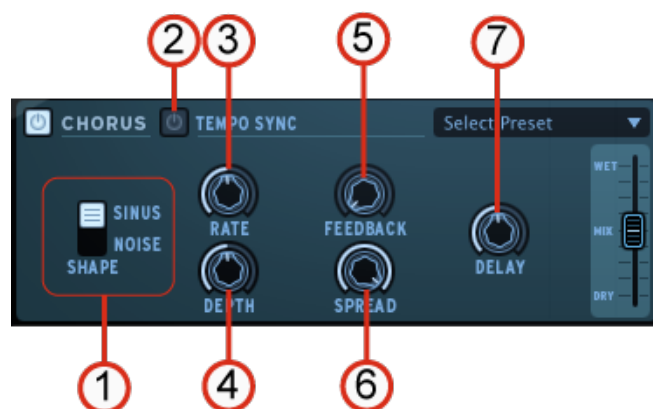 2 3 5 7
CHORUS TEMPO SYNC Select Preset
WET
SINUS
NOISE
SHAPE
RATE FEEDBACK
MIX
DELAY
DEPTH SPREAD
DRY
1 4 6